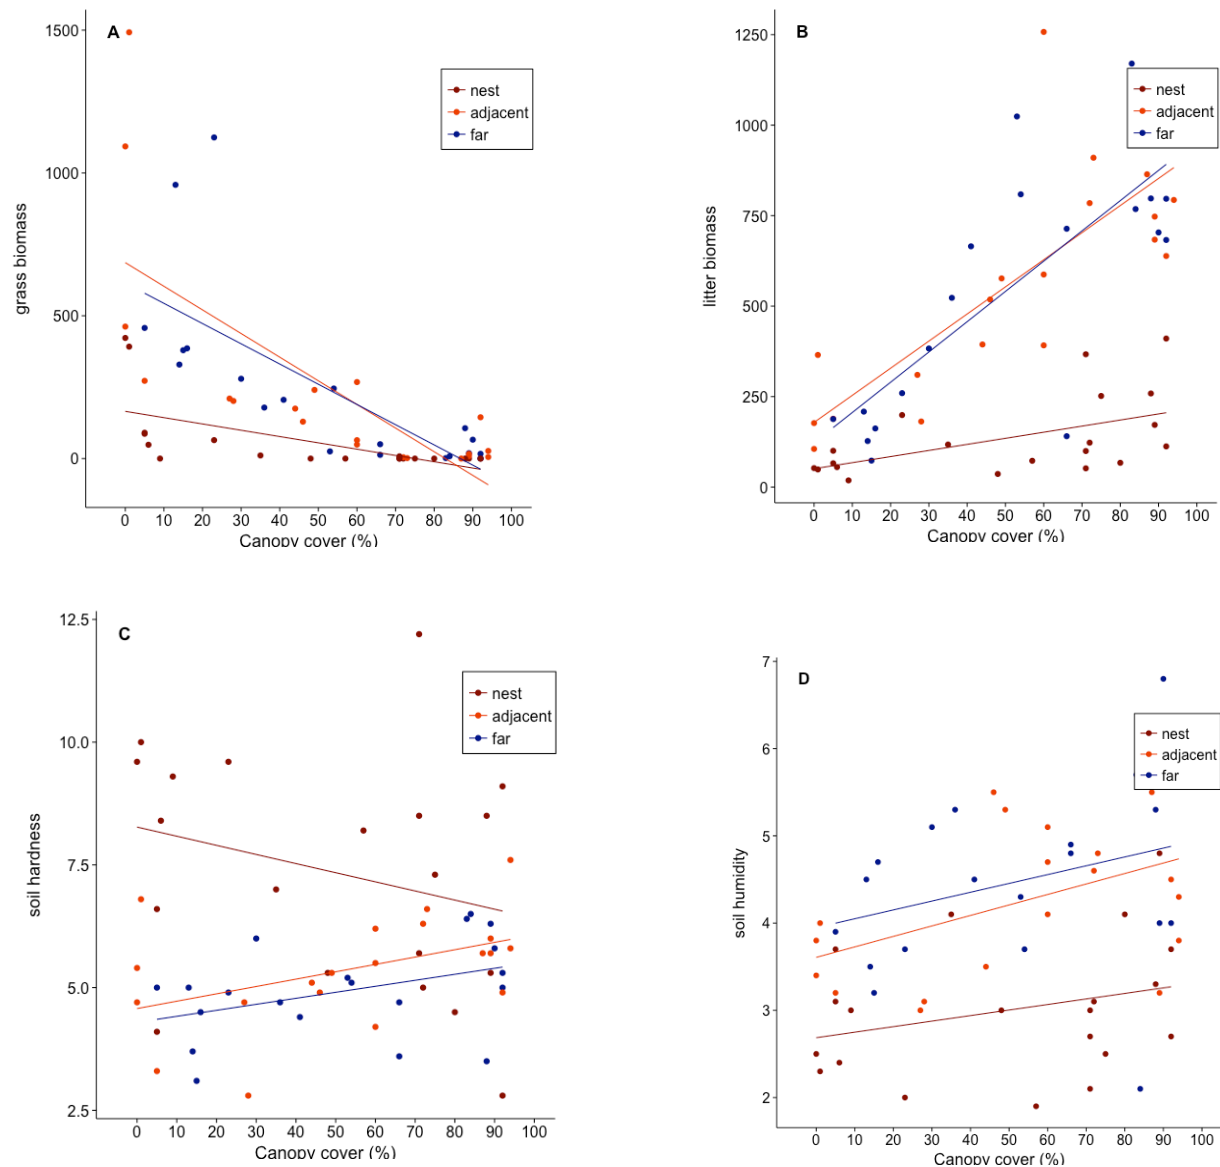 A
1500
1000
500
0
grass biomass
nest
adjacent
far
0 10 20 30 40 50 60 70 80 90 100
Canopy cover (%)
B
1250
1000
750
500
250
0
litter biomass
nest
adjacent
far
0 10 20 30 40 50 60 70 80 90 100
Canopy cover (%)
C
12.5
10.0
7.5
5.0
2.5
soil hardness
nest
adjacent
far
0 10 20 30 40 50 60 70 80 90 100
Canopy cover (%)
D
7
6
5
4
3
2
soil humidity
nest
adjacent
far
0 10 20 30 40 50 60 70 80 90 100
Canopy cover (%)